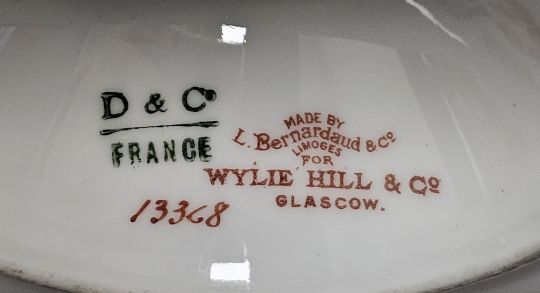 D & Co
FRANCE
13368
MADE BY
L. Bernardaud & Co
LIMOGES
FOR
WYLIE HILL & Co
GLASCOW.